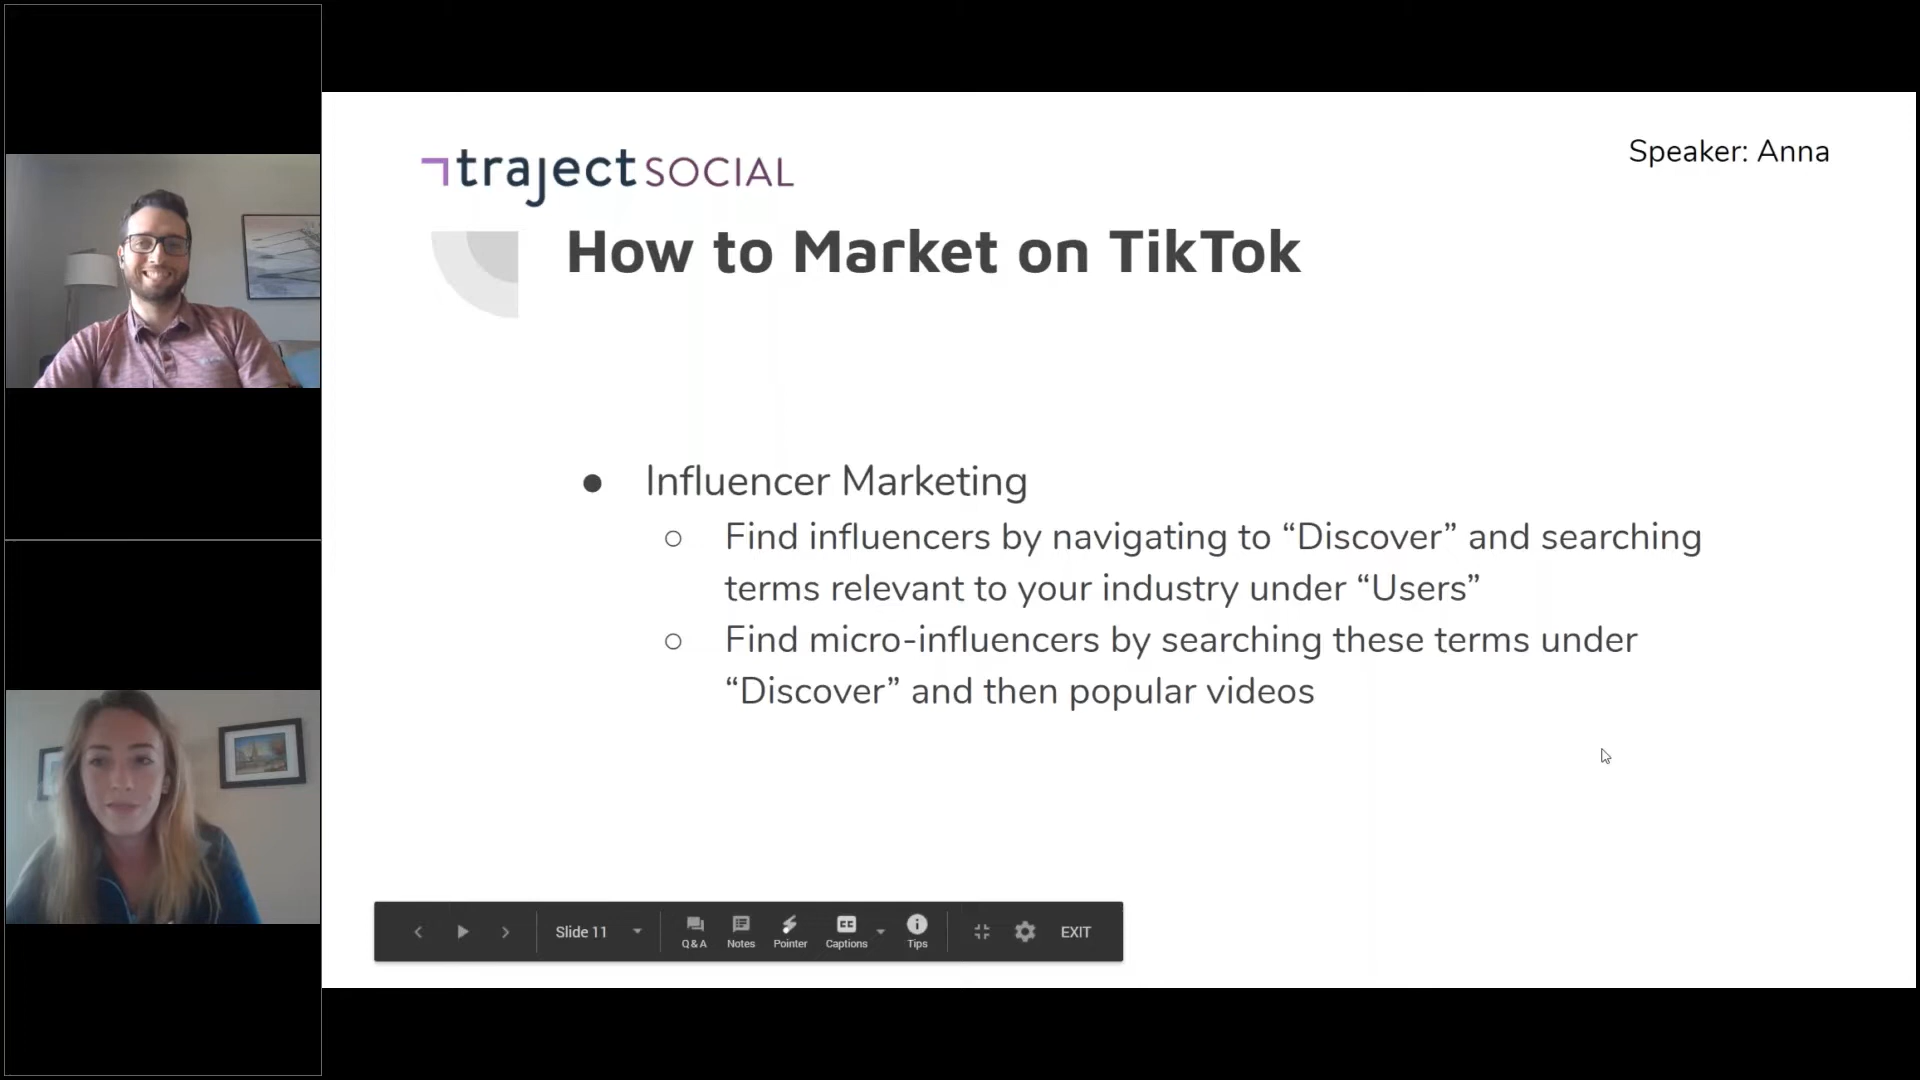 traject SOCIAL
Speaker: Anna
How to Market on TikTok
● Influencer Marketing
○ Find influencers by navigating to “Discover” and searching
terms relevant to your industry under “Users”
○ Find micro-influencers by searching these terms under
“Discover” and then popular videos
Slide 11
Q&A
Notes
Pointer
CC
Captions
Tips
EXIT